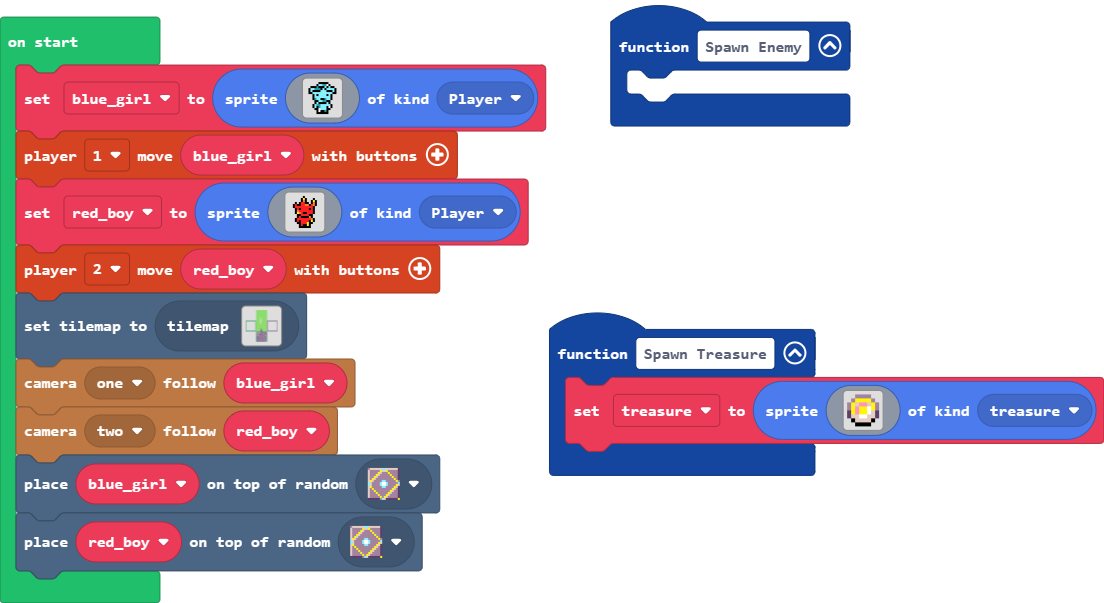 on start
set blue_girl to sprite of kind Player
player 1 move blue_girl with buttons
set red_boy to sprite of kind Player
player 2 move red_boy with buttons
set tilemap to tilemap
camera one follow blue_girl
camera two follow red_boy
place blue_girl on top of random
place red_boy on top of random
function Spawn Enemy
function Spawn Treasure
set treasure to sprite of kind treasure